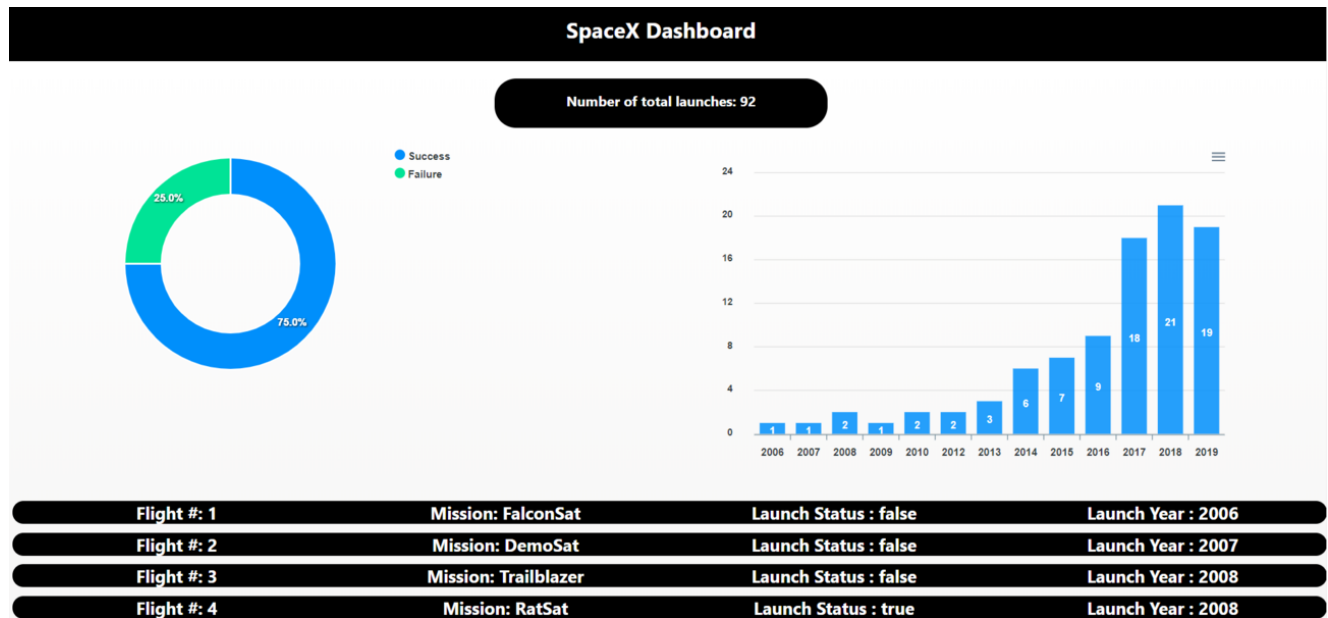 SpaceX Dashboard
Number of total launches: 92
Success
Failure
25.0%
75.0%
24
20
16
12
8
4
0
1 1 2 1 2 2 3 6 7 9 18 21 19
2006 2007 2008 2009 2010 2012 2013 2014 2015 2016 2017 2018 2019
Flight #: 1 Mission: FalconSat Launch Status : false Launch Year : 2006
Flight #: 2 Mission: DemoSat Launch Status : false Launch Year : 2007
Flight #: 3 Mission: Trailblazer Launch Status : false Launch Year : 2008
Flight #: 4 Mission: RatSat Launch Status : true Launch Year : 2008